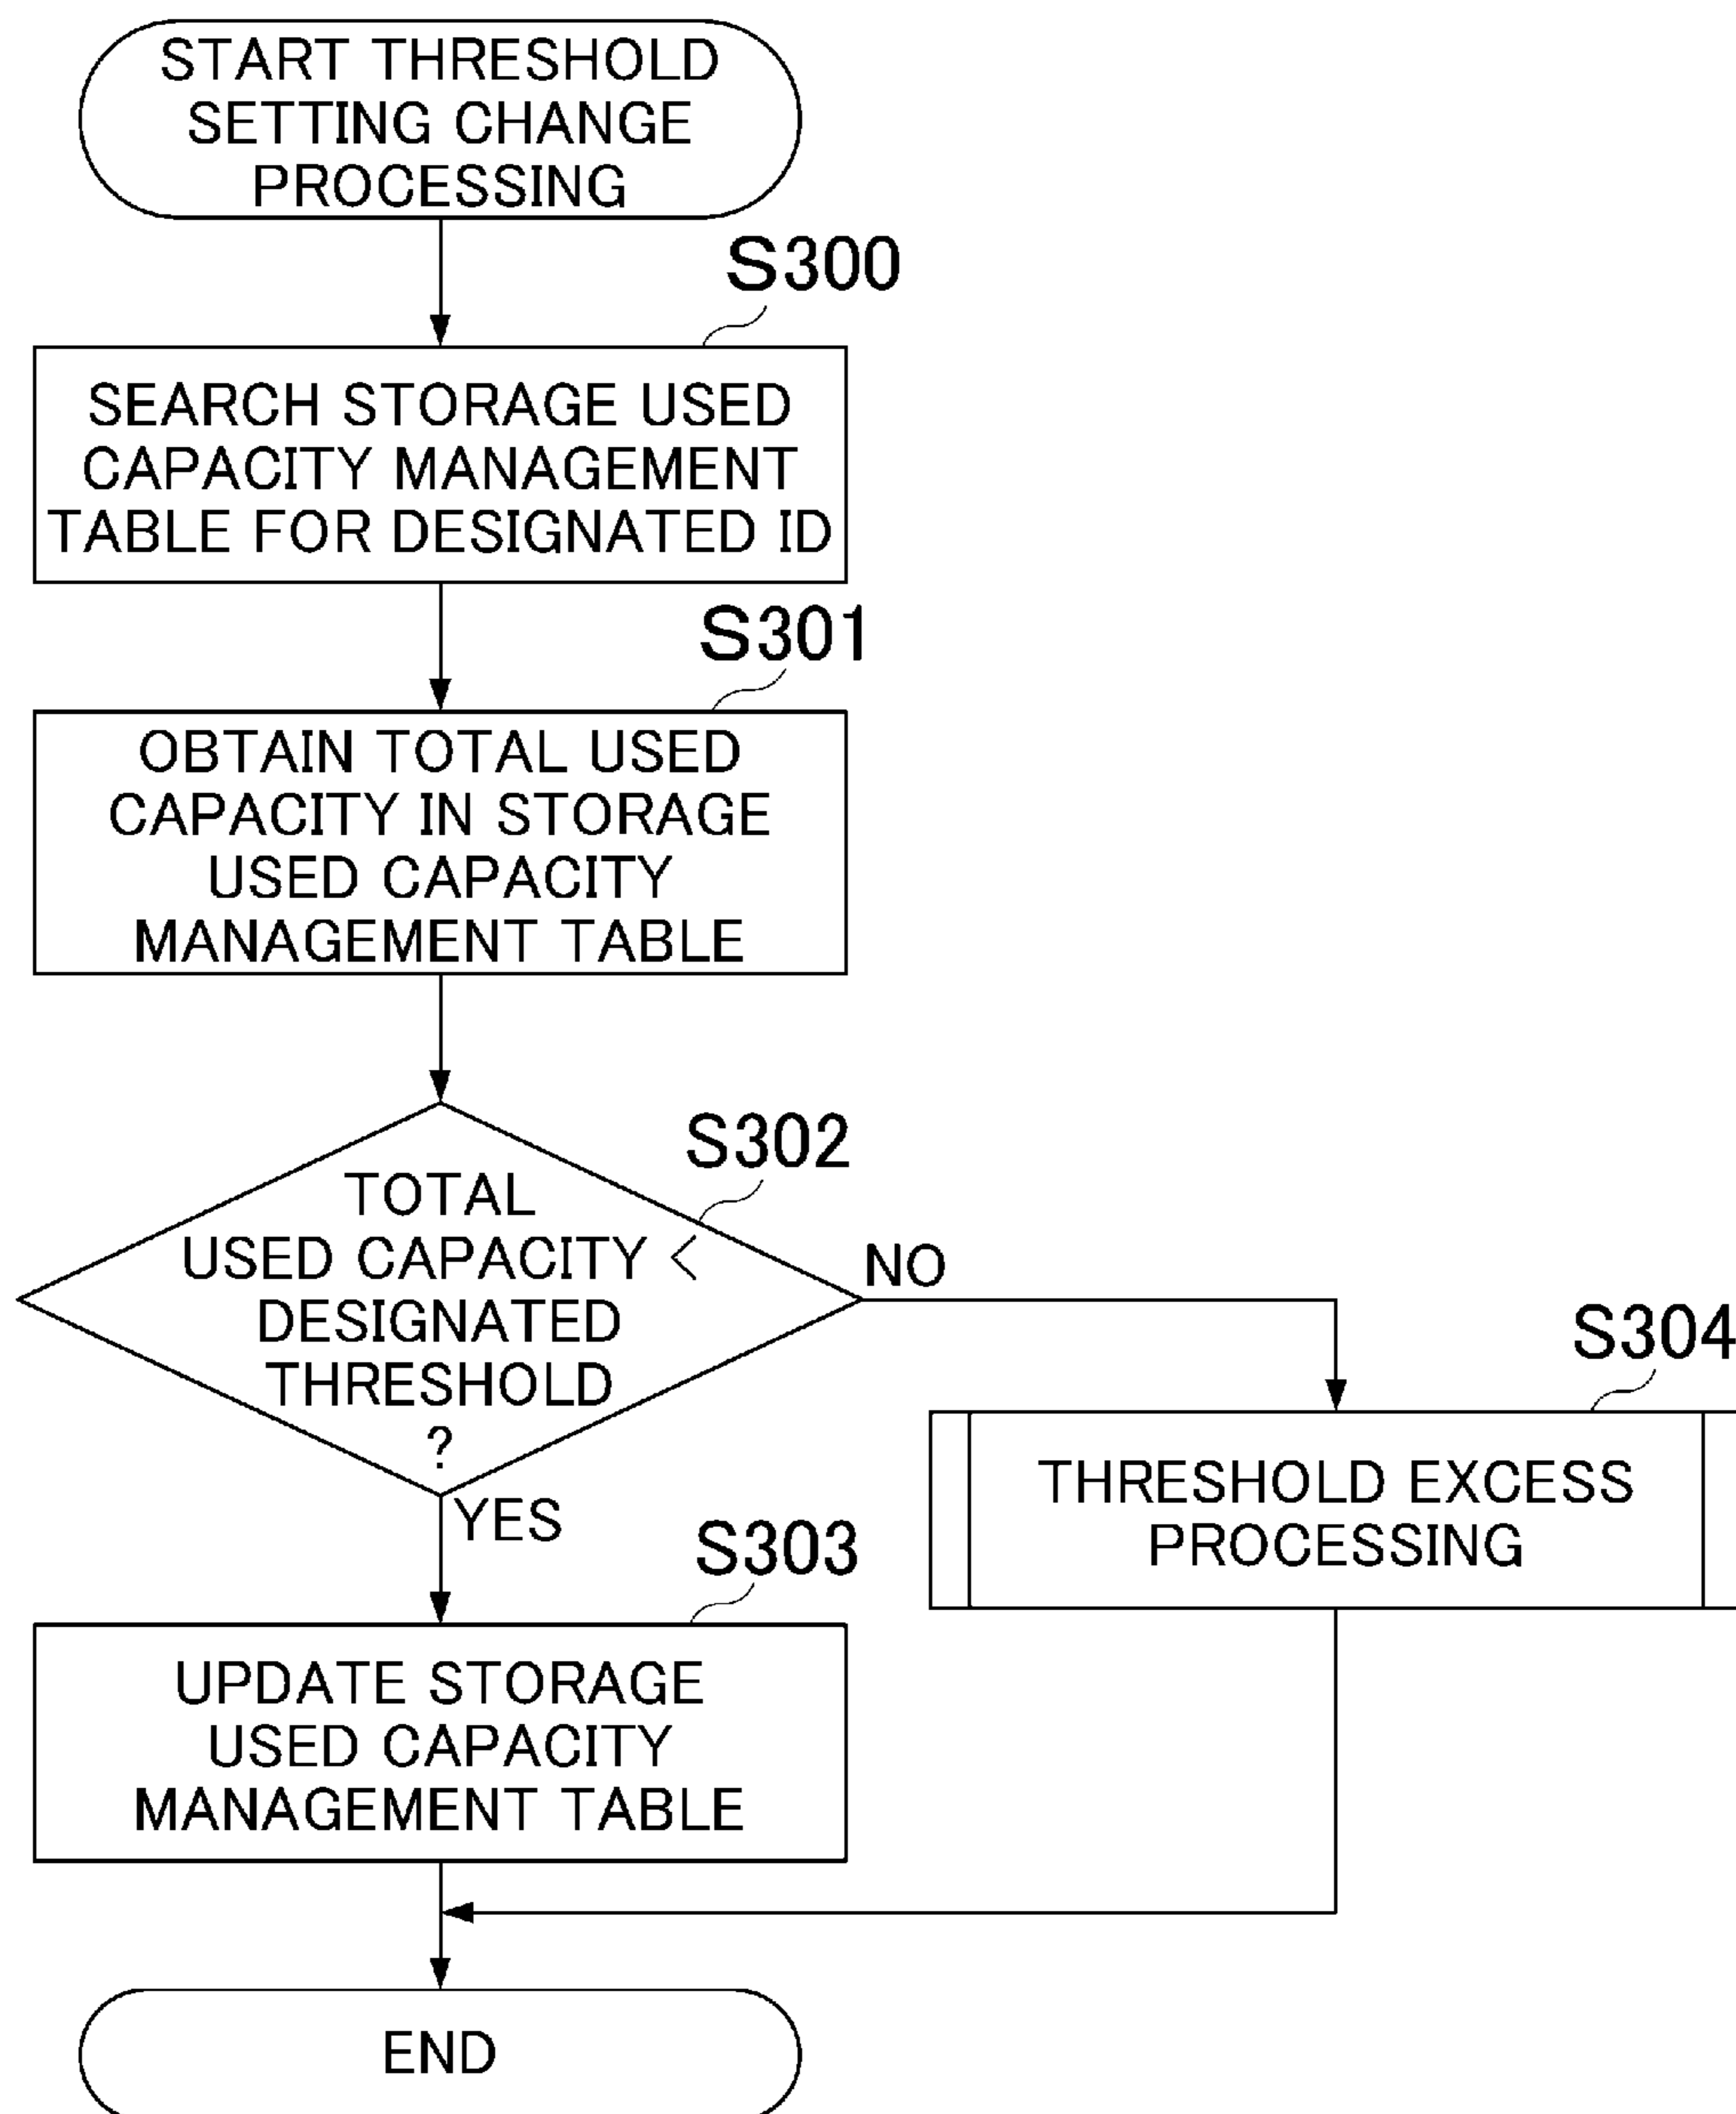 START THRESHOLD
SETTING CHANGE
PROCESSING
S300
SEARCH STORAGE USED
CAPACITY MANAGEMENT
TABLE FOR DESIGNATED ID
S301
OBTAIN TOTAL USED
CAPACITY IN STORAGE
USED CAPACITY
MANAGEMENT TABLE
S302
TOTAL
USED CAPACITY <
DESIGNATED
THRESHOLD
?
NO
YES
S304
THRESHOLD EXCESS
PROCESSING
S303
UPDATE STORAGE
USED CAPACITY
MANAGEMENT TABLE
END